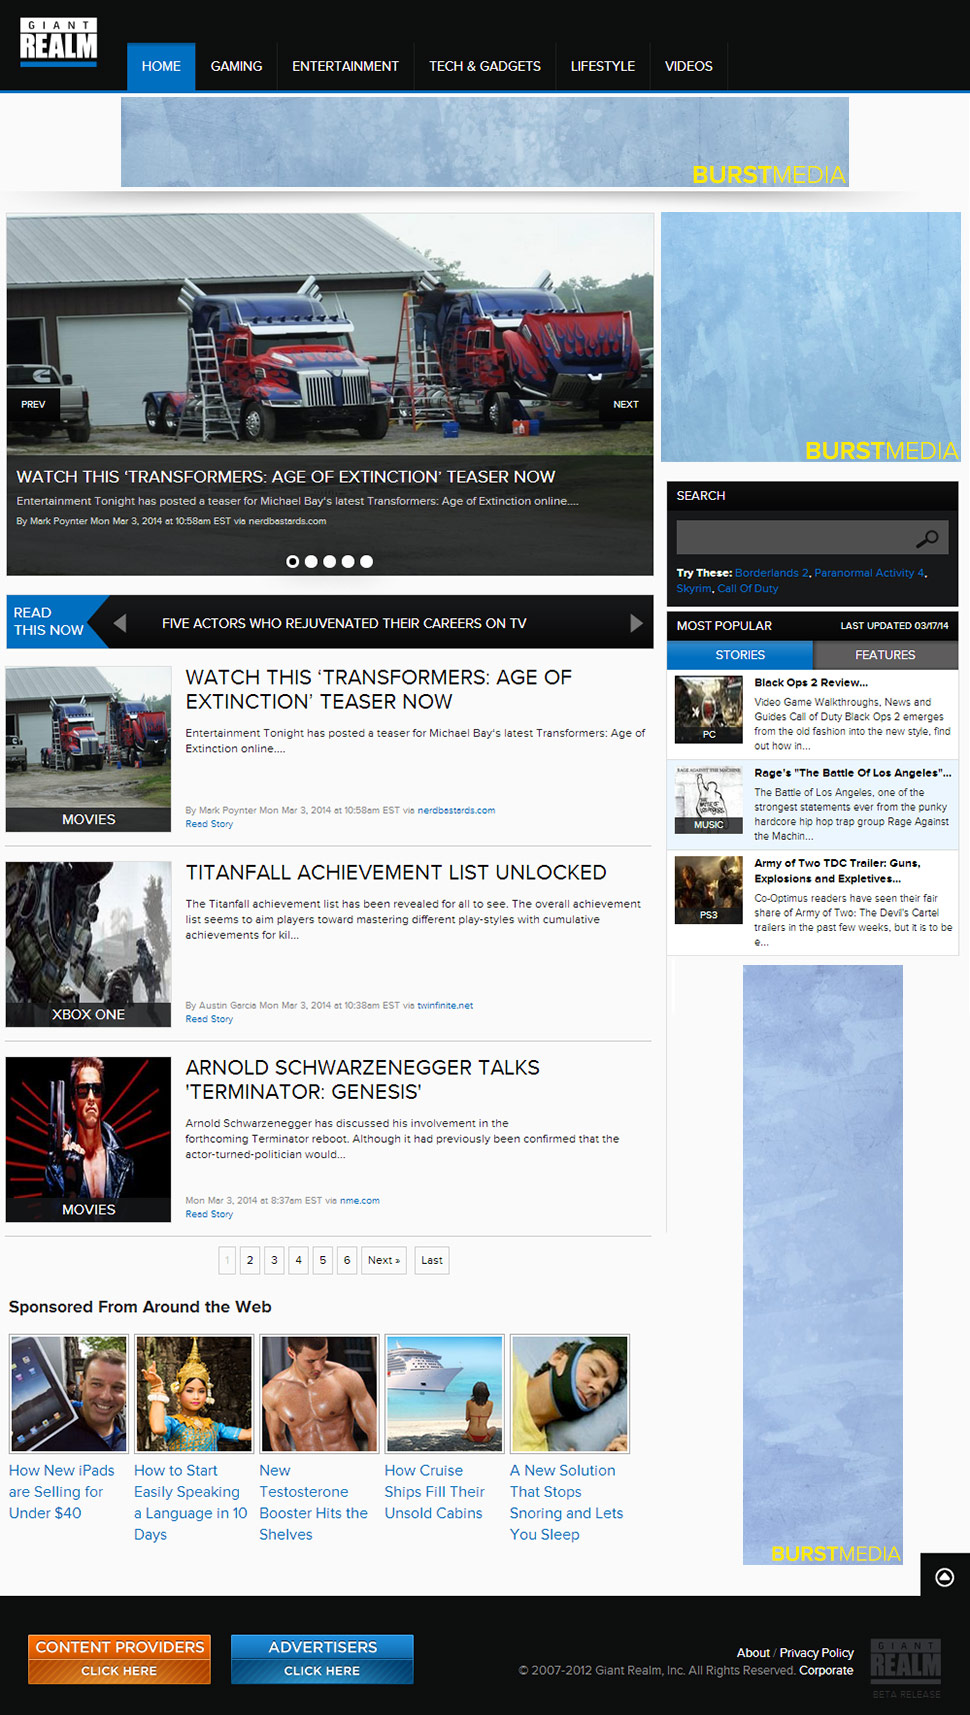 GIANT
REALM
HOME GAMING ENTERTAINMENT TECH & GADGETS LIFESTYLE VIDEOS
BURSTMEDIA
PREV
NEXT
WATCH THIS ‘TRANSFORMERS: AGE OF EXTINCTION’ TEASER NOW
Entertainment Tonight has posted a teaser for Michael Bay's latest Transformers: Age of Extinction online....
By Mark Poynter Mon Mar 3, 2014 at 10:58am EST via nerdbastards.com
READ
THIS NOW
FIVE ACTORS WHO REJUVENATED THEIR CAREERS ON TV
MOVIES
WATCH THIS ‘TRANSFORMERS: AGE OF
EXTINCTION’ TEASER NOW
Entertainment Tonight has posted a teaser for Michael Bay's latest Transformers: Age of
Extinction online....
By Mark Poynter Mon Mar 3, 2014 at 10:58am EST via nerdbastards.com
Read Story
XBOX ONE
TITANFALL ACHIEVEMENT LIST UNLOCKED
The Titanfall achievement list has been revealed for all to see. The overall achievement
list seems to aim players toward mastering different play-styles with cumulative
achievements for kil...
By Austin Garcia Mon Mar 3, 2014 at 10:38am EST via twinfinite.net
Read Story
MOVIES
ARNOLD SCHWARZENEGGER TALKS
'TERMINATOR: GENESIS'
Arnold Schwarzenegger has discussed his involvement in the
forthcoming Terminator reboot. Although it had previously been confirmed that the
actor-turned-politician would...
Mon Mar 3, 2014 at 8:37am EST via nme.com
Read Story
1 2 3 4 5 6 Next » Last
BURSTMEDIA
SEARCH
Try These: Borderlands 2, Paranormal Activity 4,
Skyrim, Call Of Duty
MOST POPULAR LAST UPDATED 03/17/14
STORIES FEATURES
PC
Black Ops 2 Review...
Video Game Walkthroughs, News and
Guides Call of Duty Black Ops 2 emerges
from the old fashion into the new style, find
out how in...
RAGE AGAINST THE MACHINE
THE
BATTLE OF
LOS ANGELES
MUSIC
Rage's "The Battle Of Los Angeles"...
The Battle of Los Angeles, one of the
strongest statements ever from the punky
hardcore hip hop trap group Rage Against
the Machin...
PS3
Army of Two TDC Trailer: Guns,
Explosions and Expletives...
Co-Optimus readers have seen their fair
share of Army of Two: The Devil's Cartel
trailers in the past few weeks, but it is to be
e...
BURSTMEDIA
Sponsored From Around the Web
How New iPads
are Selling for
Under $40
How to Start
Easily Speaking
a Language in 10
Days
New
Testosterone
Booster Hits the
Shelves
How Cruise
Ships Fill Their
Unsold Cabins
A New Solution
That Stops
Snoring and Lets
You Sleep
CONTENT PROVIDERS
CLICK HERE
ADVERTISERS
CLICK HERE
About / Privacy Policy
© 2007-2012 Giant Realm, Inc. All Rights Reserved. Corporate
GIANT
REALM
BETA RELEASE